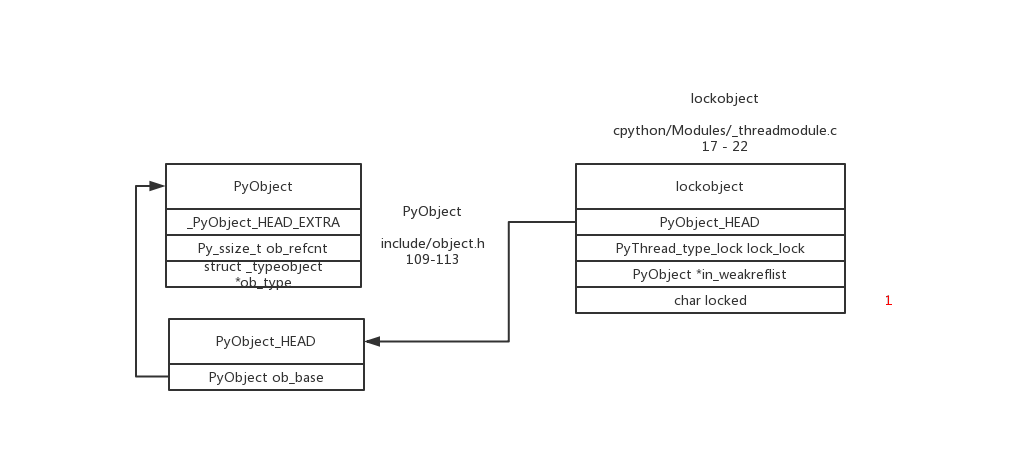 lockobject
cpython/Modules/_threadmodule.c
17 - 22
PyObject
_PyObject_HEAD_EXTRA
Py_ssize_t ob_refcnt
struct _typeobject
*ob_type
PyObject
include/object.h
109-113
lockobject
PyObject_HEAD
PyThread_type_lock lock_lock
PyObject *in_weakreflist
char locked
1
PyObject_HEAD
PyObject ob_base